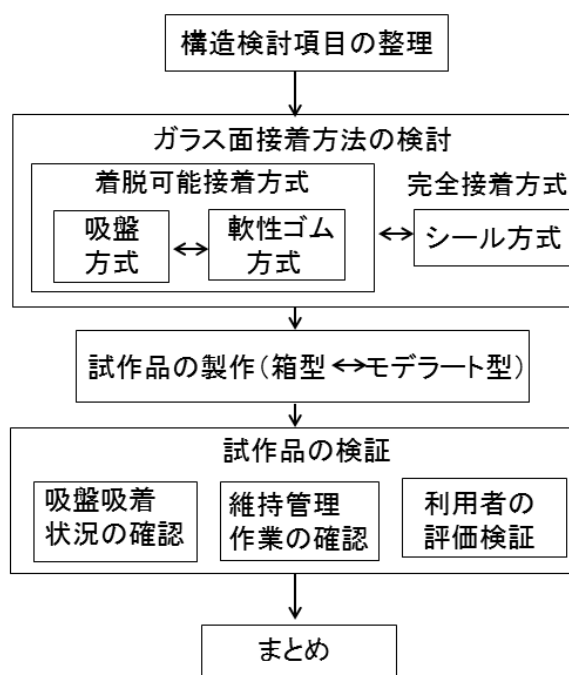 構造検討項目の整理
ガラス面接着方法の検討
着脱可能接着方式
完全接着方式
吸盤
方式
軟性ゴム
方式
シール方式
試作品の製作(箱型↔モデラート型)
試作品の検証
吸盤吸着
状況の確認
維持管理
作業の確認
利用者の
評価検証
まとめ